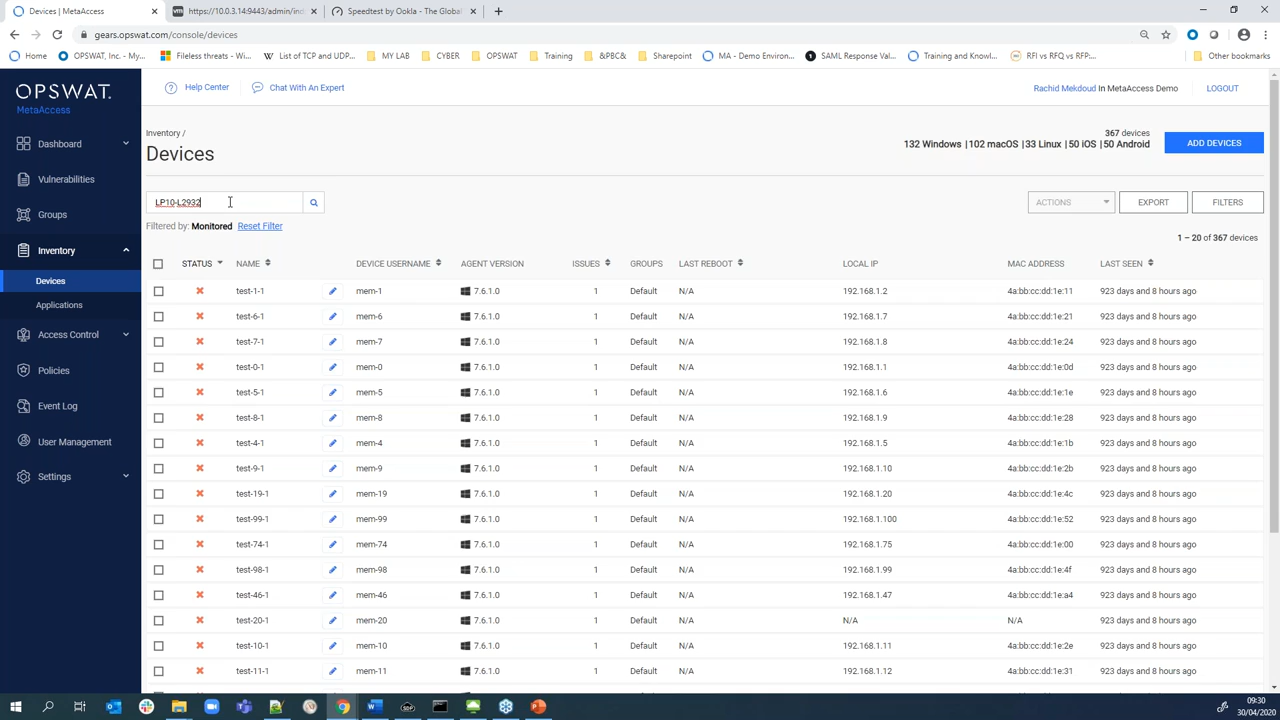 Devices | MetaAccess
https://10.0.3.14:9443/admin/ind
Speedtest by Ookla - The Global
gears.opswat.com/console/devices
Home
OPSWAT, Inc. - My...
Fileless threats - wi...
List of TCP and UDP...
MY LAB
CYBER
OPSWAT
Training
&PBC&
Sharepoint
MA - Demo Environ...
SAML Response Val...
Training and Knowl...
RFI vs RFQ vs RFP:...
Other bookmarks
OPSWAT.
MetaAccess
Help Center
Chat With An Expert
Rachid Mekdoud In MetaAccess Demo
LOGOUT
Dashboard
Vulnerabilities
Groups
Inventory
Devices
Applications
Access Control
Policies
Event Log
User Management
Settings
Inventory /
Devices
367 devices
132 Windows | 102 macOS | 33 Linux | 50 iOS | 50 Android
ADD DEVICES
LP10-L2932
ACTIONS
EXPORT
FILTERS
Filtered by: Monitored Reset Filter
1 – 20 of 367 devices
STATUS NAME DEVICE USERNAME AGENT VERSION ISSUES GROUPS LAST REBOOT LOCAL IP MAC ADDRESS LAST SEEN
test-1-1 mem-1 7.6.1.0 1 Default N/A 192.168.1.2 4a:bb:cc:dd:1e:11 923 days and 8 hours ago
test-6-1 mem-6 7.6.1.0 1 Default N/A 192.168.1.7 4a:bb:cc:dd:1e:21 923 days and 8 hours ago
test-7-1 mem-7 7.6.1.0 1 Default N/A 192.168.1.8 4a:bb:cc:dd:1e:24 923 days and 8 hours ago
test-0-1 mem-0 7.6.1.0 1 Default N/A 192.168.1.1 4a:bb:cc:dd:1e:0d 923 days and 8 hours ago
test-5-1 mem-5 7.6.1.0 1 Default N/A 192.168.1.6 4a:bb:cc:dd:1e:1e 923 days and 8 hours ago
test-8-1 mem-8 7.6.1.0 1 Default N/A 192.168.1.9 4a:bb:cc:dd:1e:28 923 days and 8 hours ago
test-4-1 mem-4 7.6.1.0 1 Default N/A 192.168.1.5 4a:bb:cc:dd:1e:1b 923 days and 8 hours ago
test-9-1 mem-9 7.6.1.0 1 Default N/A 192.168.1.10 4a:bb:cc:dd:1e:2b 923 days and 8 hours ago
test-19-1 mem-19 7.6.1.0 1 Default N/A 192.168.1.20 4a:bb:cc:dd:1e:4c 923 days and 8 hours ago
test-99-1 mem-99 7.6.1.0 1 Default N/A 192.168.1.100 4a:bb:cc:dd:1e:52 923 days and 8 hours ago
test-74-1 mem-74 7.6.1.0 1 Default N/A 192.168.1.75 4a:bb:cc:dd:1e:00 923 days and 8 hours ago
test-98-1 mem-98 7.6.1.0 1 Default N/A 192.168.1.99 4a:bb:cc:dd:1e:4f 923 days and 8 hours ago
test-46-1 mem-46 7.6.1.0 1 Default N/A 192.168.1.47 4a:bb:cc:dd:1e:a4 923 days and 8 hours ago
test-20-1 mem-20 7.6.1.0 1 Default N/A N/A N/A 923 days and 8 hours ago
test-10-1 mem-10 7.6.1.0 1 Default N/A 192.168.1.11 4a:bb:cc:dd:1e:2e 923 days and 8 hours ago
test-11-1 mem-11 7.6.1.0 1 Default N/A 192.168.1.12 4a:bb:cc:dd:1e:31 923 days and 8 hours ago
09:30
30/04/2020